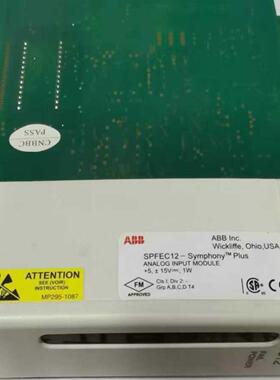 CNBBC
PASS
ABB
ABB Inc.
Wickliffe, Ohio,USA
SPFEC12 – Symphony™ Plus
ANALOG INPUT MODULE
+5, ± 15V⎓, 1W
FM
APPROVED
Cls I: Div 2: -
Grp A,B,C,D T4
ATTENTION
SEE (VOIR)
INSTRUCTION
MP295-1087